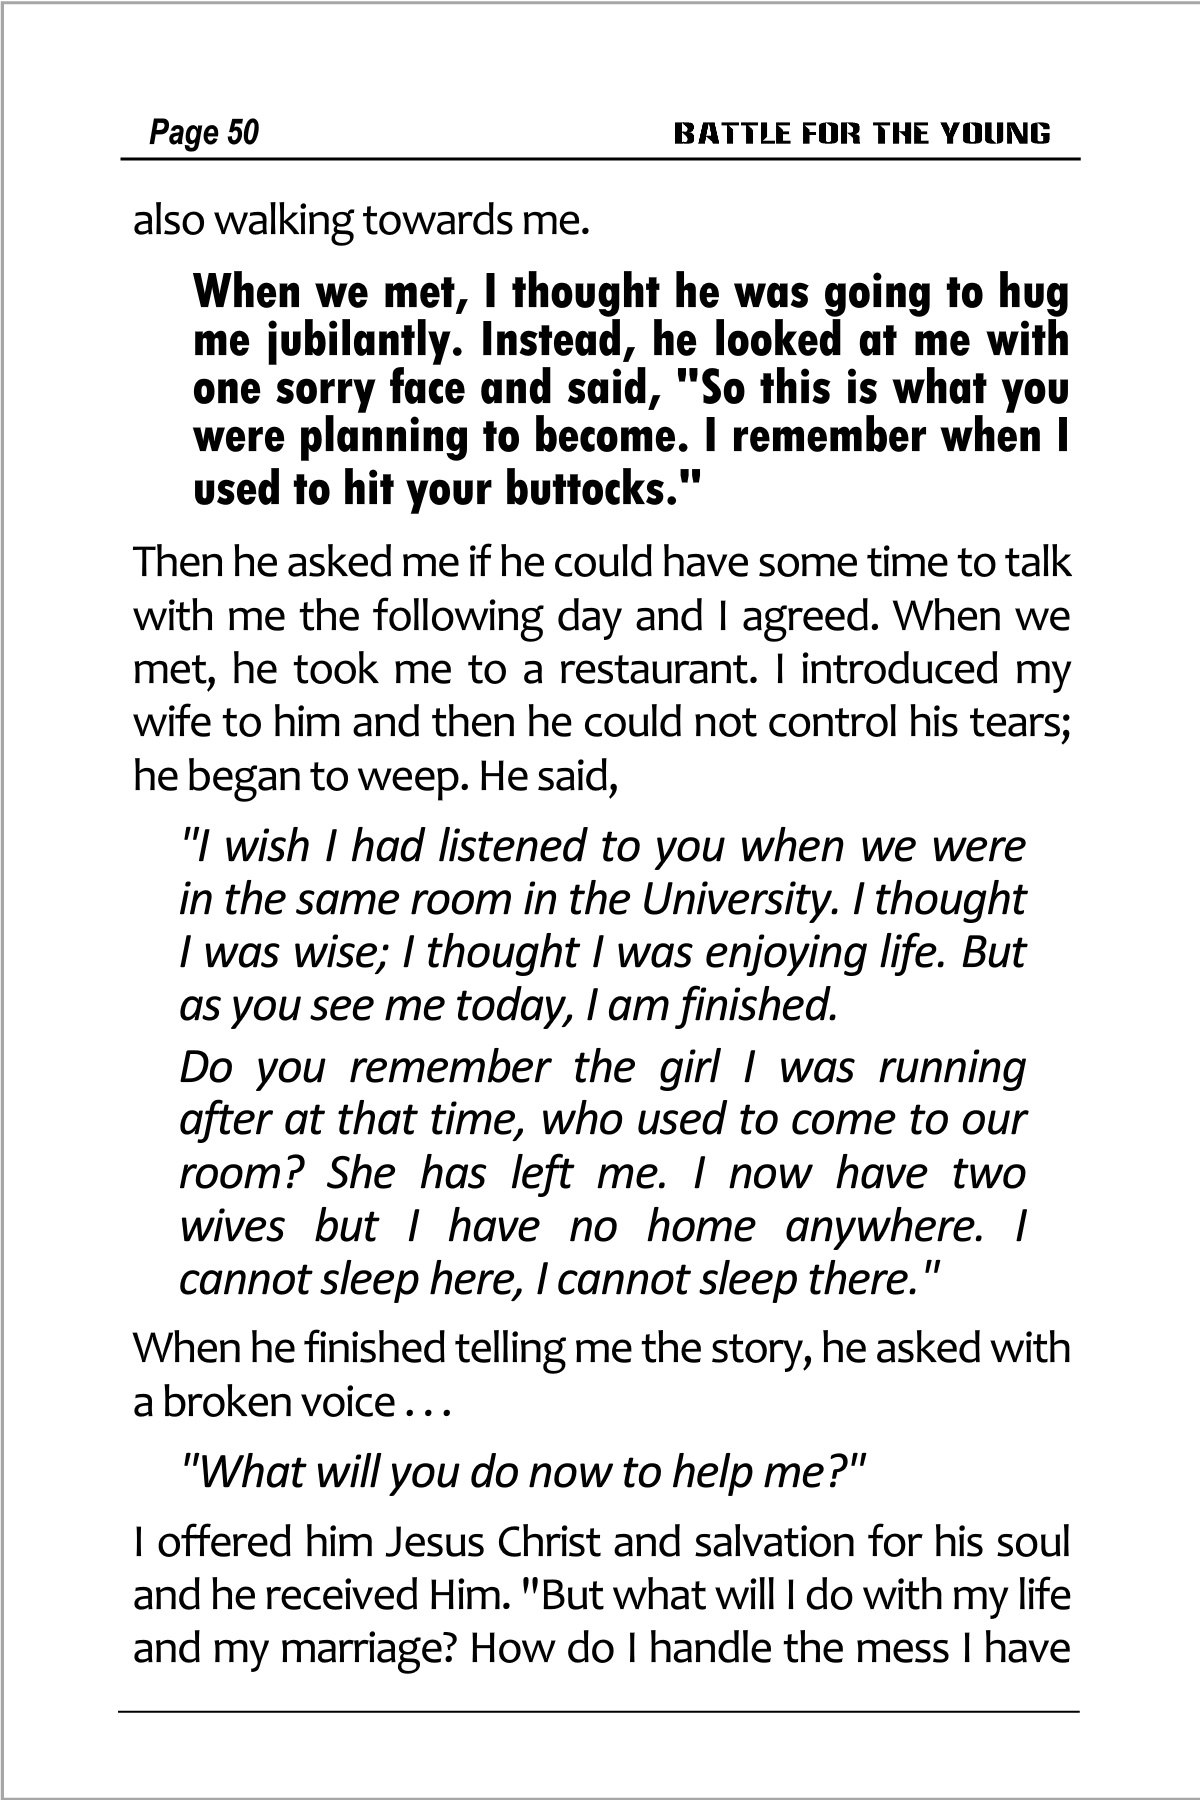 Page 50 BATTLE FOR THE YOUNG
also walking towards me.
When we met, I thought he was going to hug
me jubilantly. Instead, he looked at me with
one sorry face and said, "So this is what you
were planning to become. I remember when I
used to hit your buttocks."
Then he asked me if he could have some time to talk
with me the following day and I agreed. When we
met, he took me to a restaurant. I introduced my
wife to him and then he could not control his tears;
he began to weep. He said,
"I wish I had listened to you when we were
in the same room in the University. I thought
I was wise; I thought I was enjoying life. But
as you see me today, I am finished.
Do you remember the girl I was running
after at that time, who used to come to our
room? She has left me. I now have two
wives but I have no home anywhere. I
cannot sleep here, I cannot sleep there."
When he finished telling me the story, he asked with
a broken voice . . .
"What will you do now to help me?"
I offered him Jesus Christ and salvation for his soul
and he received Him. "But what will I do with my life
and my marriage? How do I handle the mess I have